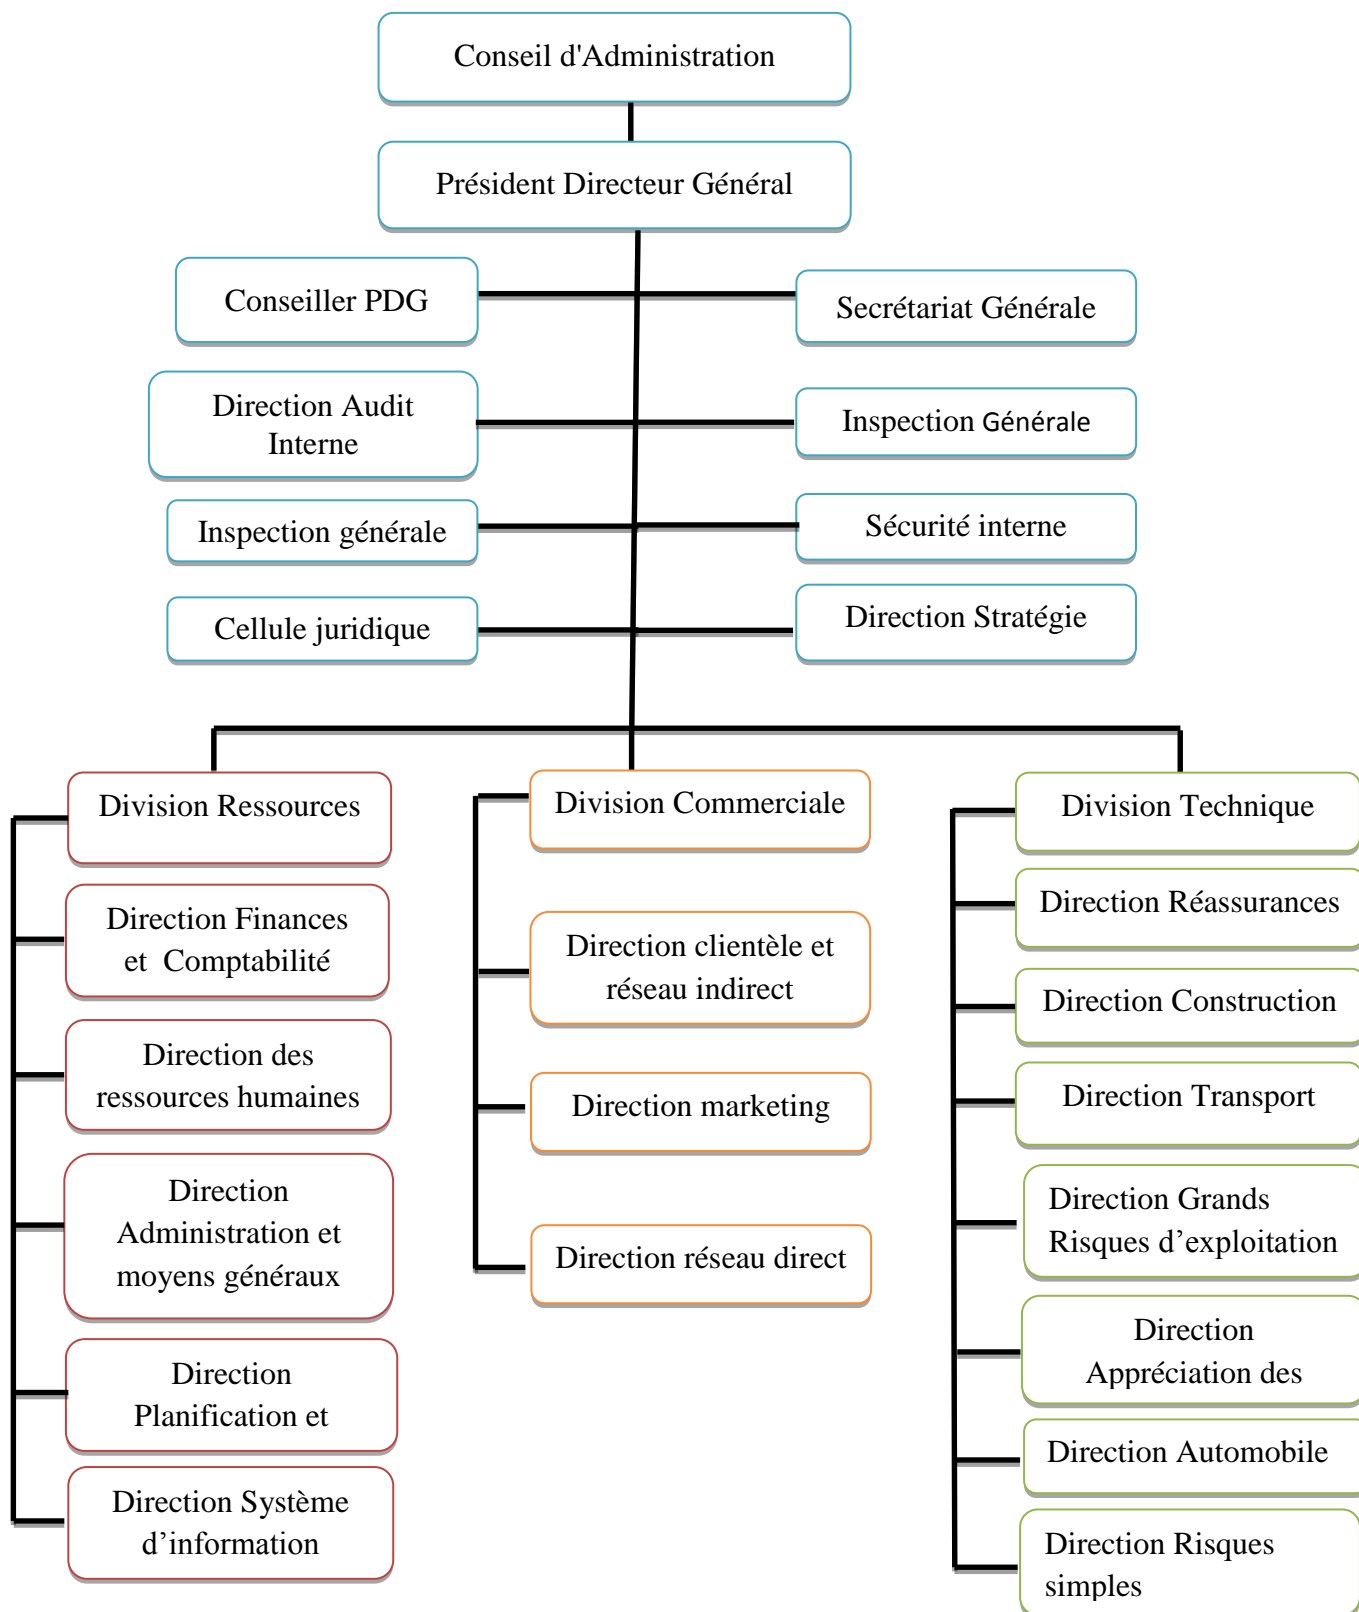 Conseil d'Administration
Président Directeur Général
Conseiller PDG
Secrétariat Générale
Direction Audit
Interne
Inspection Générale
Inspection générale
Sécurité interne
Cellule juridique
Direction Stratégie
Division Ressources
Direction Finances
et Comptabilité
Direction des
ressources humaines
Direction
Administration et
moyens généraux
Direction
Planification et
Direction Système
d’information
Division Commerciale
Direction clientèle et
réseau indirect
Direction marketing
Direction réseau direct
Division Technique
Direction Réassurances
Direction Construction
Direction Transport
Direction Grands
Risques d’exploitation
Direction
Appréciation des
Direction Automobile
Direction Risques
simples